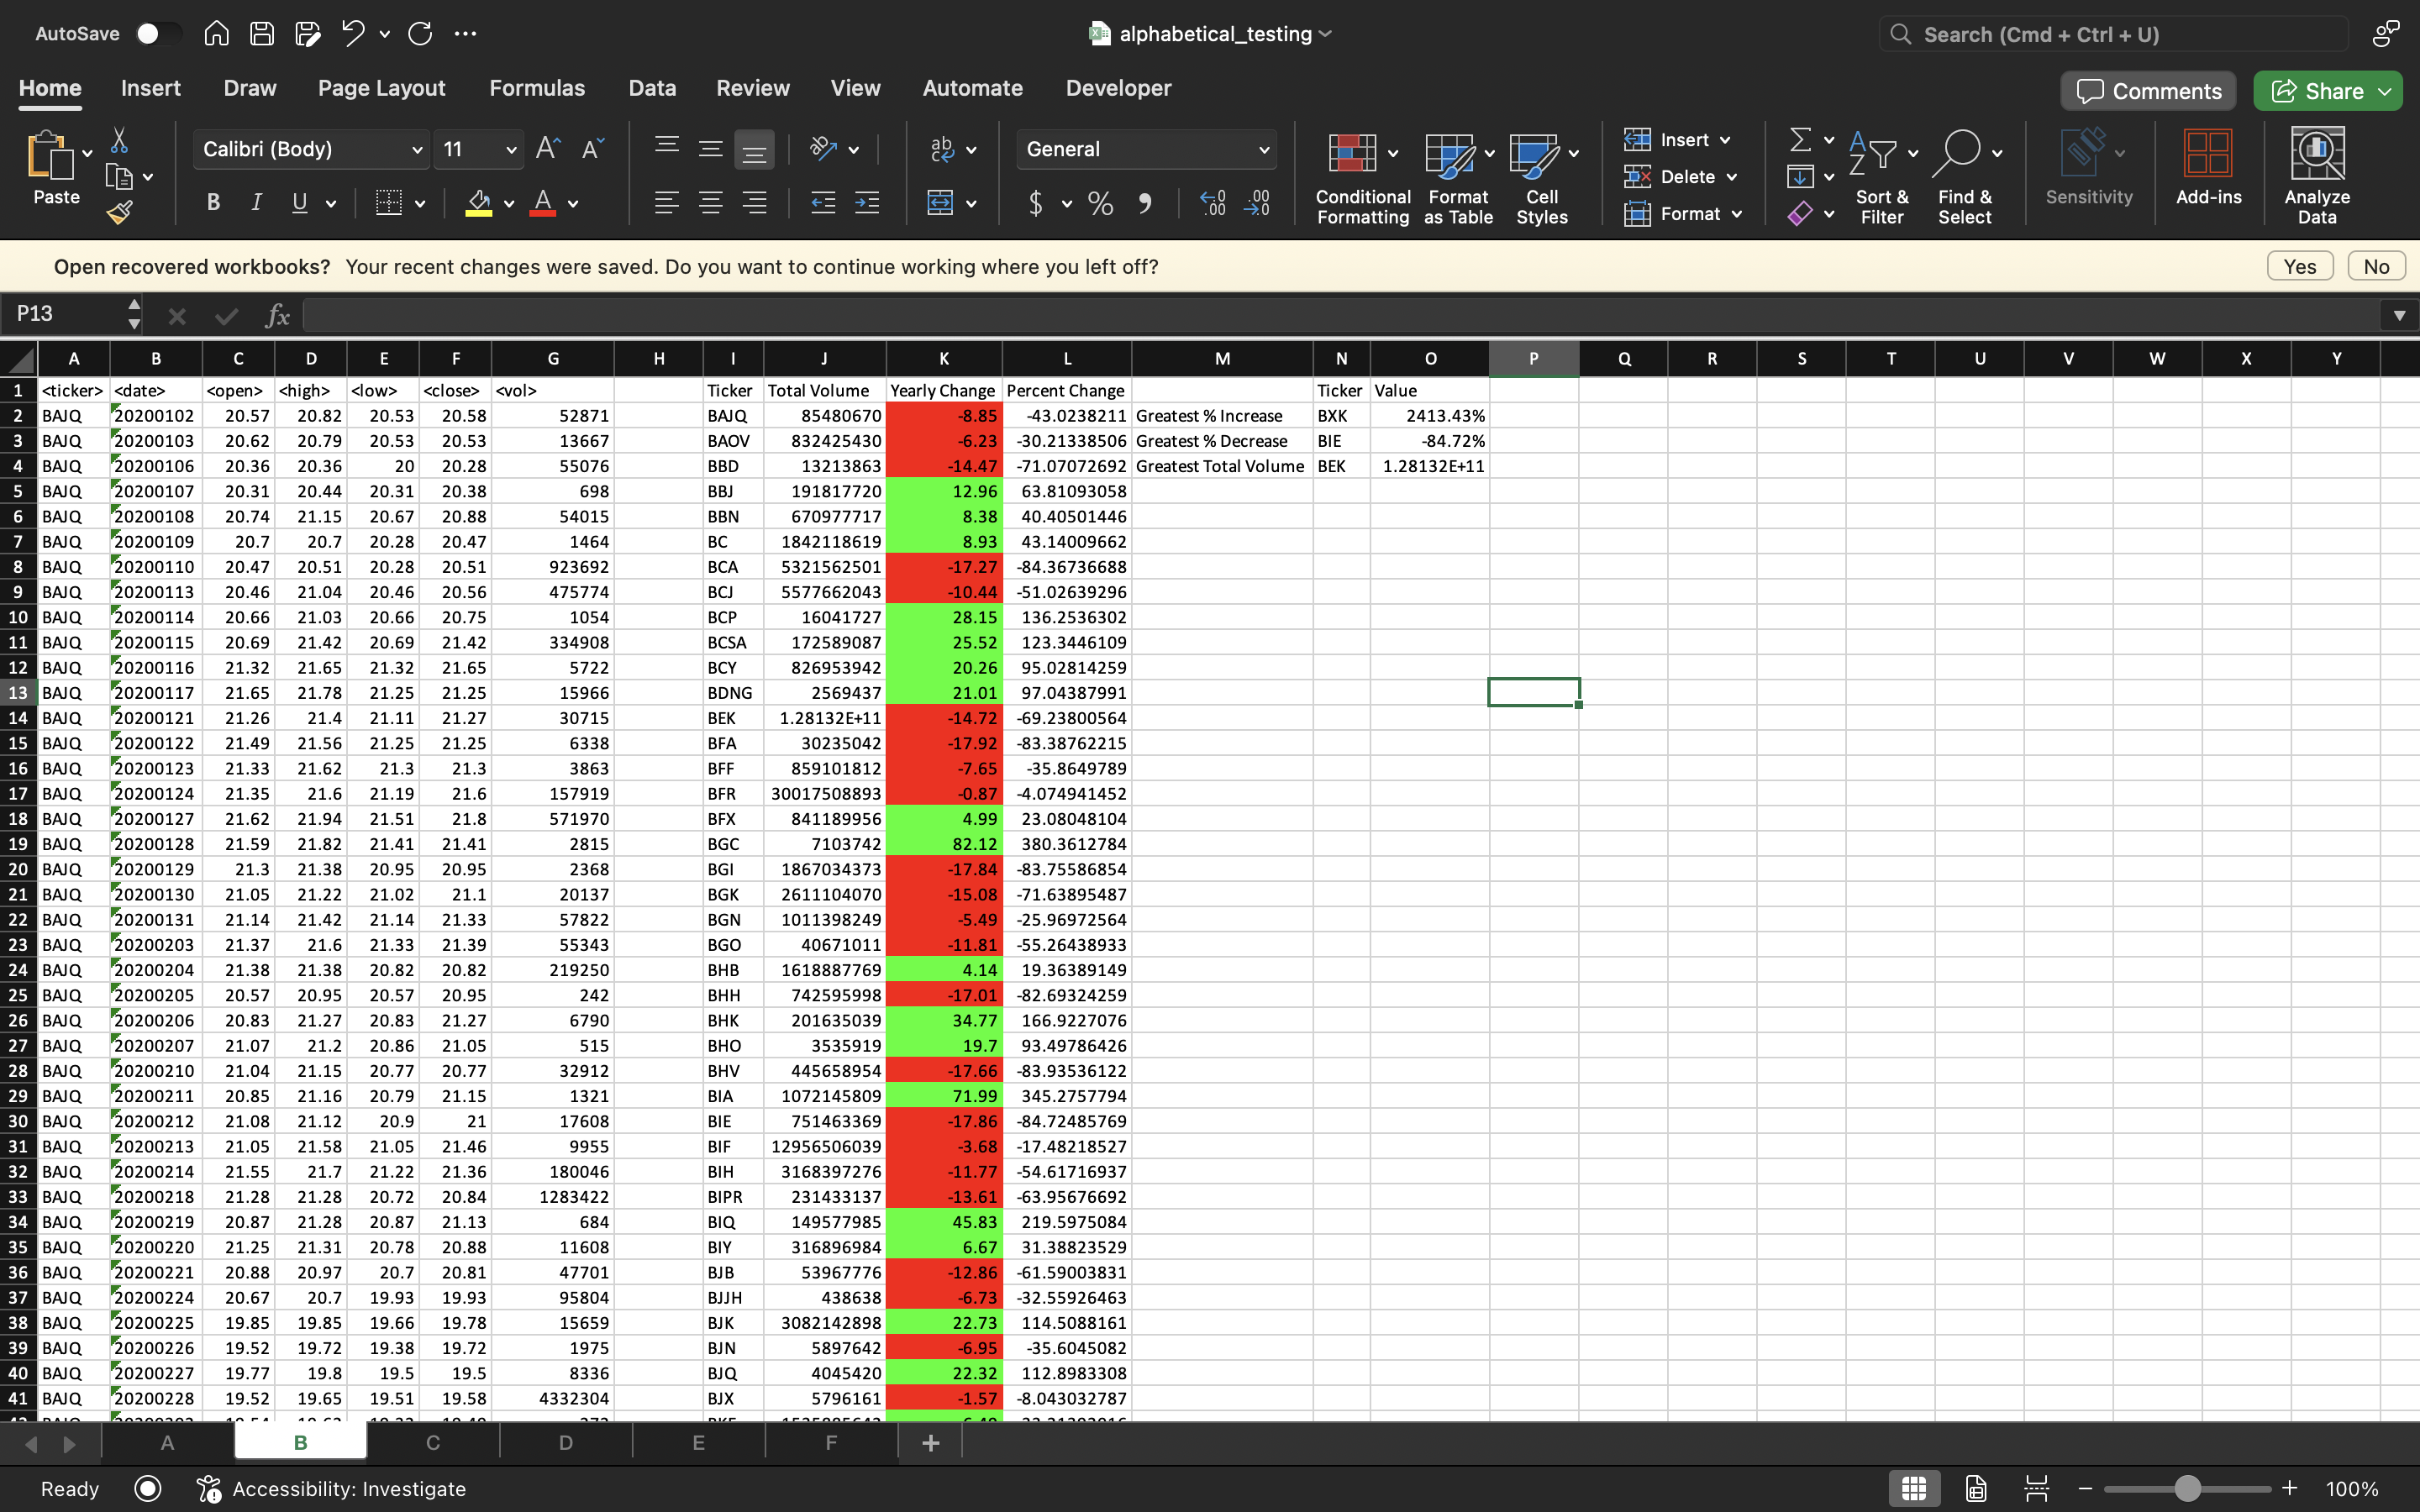 AutoSave
alphabetical_testing
Search (Cmd + Ctrl + U)
Home Insert Draw Page Layout Formulas Data Review View Automate Developer
Comments Share
Paste
Calibri (Body) 11
B I U
General
$ % 9
Conditional Formatting
Format as Table
Cell Styles
Insert
Delete
Format
Sort & Filter
Find & Select
Sensitivity
Add-ins
Analyze Data
Open recovered workbooks? Your recent changes were saved. Do you want to continue working where you left off? Yes No
P13 fx
A B C D E F G H I J K L M N O P Q R S T U V W X Y
1 <ticker> <date> <open> <high> <low> <close> <vol> Ticker Total Volume Yearly Change Percent Change Ticker Value
2 BAJQ 20200102 20.57 20.82 20.53 20.58 52871 BAJQ 85480670 -8.85 -43.0238211 Greatest % Increase BXK 2413.43%
3 BAJQ 20200103 20.62 20.79 20.53 20.53 13667 BAOV 832425430 -6.23 -30.21338506 Greatest % Decrease BIE -84.72%
4 BAJQ 20200106 20.36 20.36 20 20.28 55076 BBD 13213863 -14.47 -71.07072692 Greatest Total Volume BEK 1.28132E+11
5 BAJQ 20200107 20.31 20.44 20.31 20.38 698 BBJ 191817720 12.96 63.81093058
6 BAJQ 20200108 20.74 21.15 20.67 20.88 54015 BBN 670977717 8.38 40.40501446
7 BAJQ 20200109 20.7 20.7 20.28 20.47 1464 BC 1842118619 8.93 43.14009662
8 BAJQ 20200110 20.47 20.51 20.28 20.51 923692 BCA 5321562501 -17.27 -84.36736688
9 BAJQ 20200113 20.46 21.04 20.46 20.56 475774 BCJ 5577662043 -10.44 -51.02639296
10 BAJQ 20200114 20.66 21.03 20.66 20.75 1054 BCP 16041727 28.15 136.2536302
11 BAJQ 20200115 20.69 21.42 20.69 21.42 334908 BCSA 172589087 25.52 123.3446109
12 BAJQ 20200116 21.32 21.65 21.32 21.65 5722 BCY 826953942 20.26 95.02814259
13 BAJQ 20200117 21.65 21.78 21.25 21.25 15966 BDNG 2569437 21.01 97.04387991
14 BAJQ 20200121 21.26 21.4 21.11 21.27 30715 BEK 1.28132E+11 -14.72 -69.23800564
15 BAJQ 20200122 21.49 21.56 21.25 21.25 6338 BFA 30235042 -17.92 -83.38762215
16 BAJQ 20200123 21.33 21.62 21.3 21.3 3863 BFF 859101812 -7.65 -35.8649789
17 BAJQ 20200124 21.35 21.6 21.19 21.6 157919 BFR 30017508893 -0.87 -4.074941452
18 BAJQ 20200127 21.62 21.94 21.51 21.8 571970 BFX 841189956 4.99 23.08048104
19 BAJQ 20200128 21.59 21.82 21.41 21.41 2815 BGC 7103742 82.12 380.3612784
20 BAJQ 20200129 21.3 21.38 20.95 20.95 2368 BGI 1867034373 -17.84 -83.75586854
21 BAJQ 20200130 21.05 21.22 21.02 21.1 20137 BGK 2611104070 -15.08 -71.63895487
22 BAJQ 20200131 21.14 21.42 21.14 21.33 57822 BGN 1011398249 -5.49 -25.96972564
23 BAJQ 20200203 21.37 21.6 21.33 21.39 55343 BGO 40671011 -11.81 -55.26438933
24 BAJQ 20200204 21.38 21.38 20.82 20.82 219250 BHB 1618887769 4.14 19.36389149
25 BAJQ 20200205 20.57 20.95 20.57 20.95 242 BHH 742595998 -17.01 -82.69324259
26 BAJQ 20200206 20.83 21.27 20.83 21.27 6790 BHK 201635039 34.77 166.9227076
27 BAJQ 20200207 21.07 21.2 20.86 21.05 515 BHO 3535919 19.7 93.49786426
28 BAJQ 20200210 21.04 21.15 20.77 20.77 32912 BHV 445658954 -17.66 -83.93536122
29 BAJQ 20200211 20.85 21.16 20.79 21.15 1321 BIA 1072145809 71.99 345.2757794
30 BAJQ 20200212 21.08 21.12 20.9 21 17608 BIE 751463369 -17.86 -84.72485769
31 BAJQ 20200213 21.05 21.58 21.05 21.46 9955 BIF 12956506039 -3.68 -17.48218527
32 BAJQ 20200214 21.55 21.7 21.22 21.36 180046 BIH 3168397276 -11.77 -54.61716937
33 BAJQ 20200218 21.28 21.28 20.72 20.84 1283422 BIPR 231433137 -13.61 -63.95676692
34 BAJQ 20200219 20.87 21.28 20.87 21.13 684 BIQ 149577985 45.83 219.5975084
35 BAJQ 20200220 21.25 21.31 20.78 20.88 11608 BIY 316896984 6.67 31.38823529
36 BAJQ 20200221 20.88 20.97 20.7 20.81 47701 BJB 53967776 -12.86 -61.59003831
37 BAJQ 20200224 20.67 20.7 19.93 19.93 95804 BJJH 438638 -6.73 -32.55926463
38 BAJQ 20200225 19.85 19.85 19.66 19.78 15659 BJK 3082142898 22.73 114.5088161
39 BAJQ 20200226 19.52 19.72 19.38 19.72 1975 BJN 5897642 -6.95 -35.6045082
40 BAJQ 20200227 19.77 19.8 19.5 19.5 8336 BJQ 4045420 22.32 112.8983308
41 BAJQ 20200228 19.52 19.65 19.51 19.58 4332304 BJX 5796161 -1.57 -8.043032787
A B C D E F +
Ready Accessibility: Investigate 100%